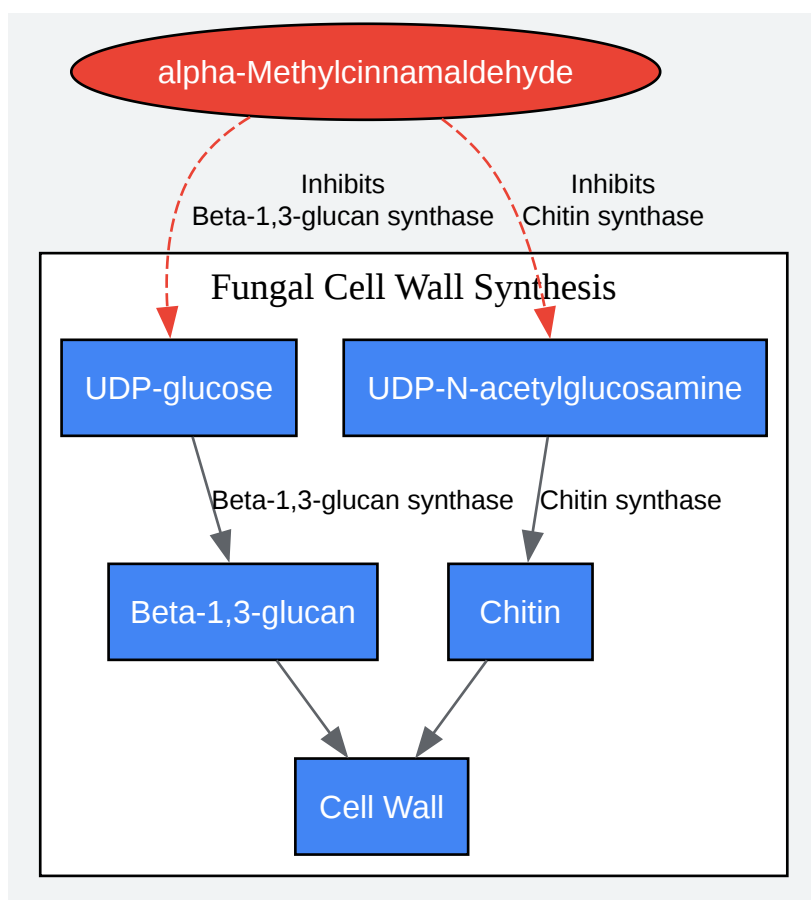 alpha-Methylcinnamaldehyde
Inhibits
Beta-1,3-glucan synthase
Inhibits
Chitin synthase
Fungal Cell Wall Synthesis
UDP-glucose
UDP-N-acetylglucosamine
Beta-1,3-glucan synthase
Chitin synthase
Beta-1,3-glucan
Chitin
Cell Wall